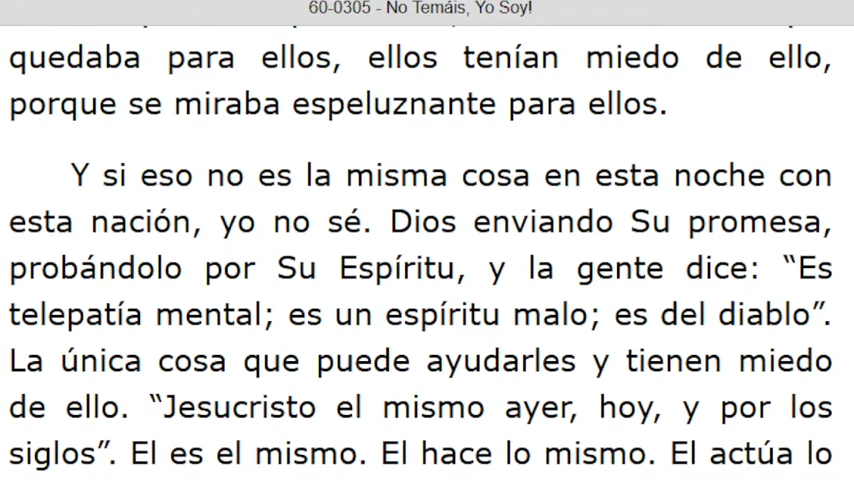 60-0305 - No Temáis, Yo Soy!
quedaba para ellos, ellos tenían miedo de ello,
porque se miraba espeluznante para ellos.
Y si eso no es la misma cosa en esta noche con
esta nación, yo no sé. Dios enviando Su promesa,
probándolo por Su Espíritu, y la gente dice: “Es
telepatía mental; es un espíritu malo; es del diablo”.
La única cosa que puede ayudarles y tienen miedo
de ello. “Jesucristo el mismo ayer, hoy, y por los
siglos”. El es el mismo. El hace lo mismo. El actúa lo